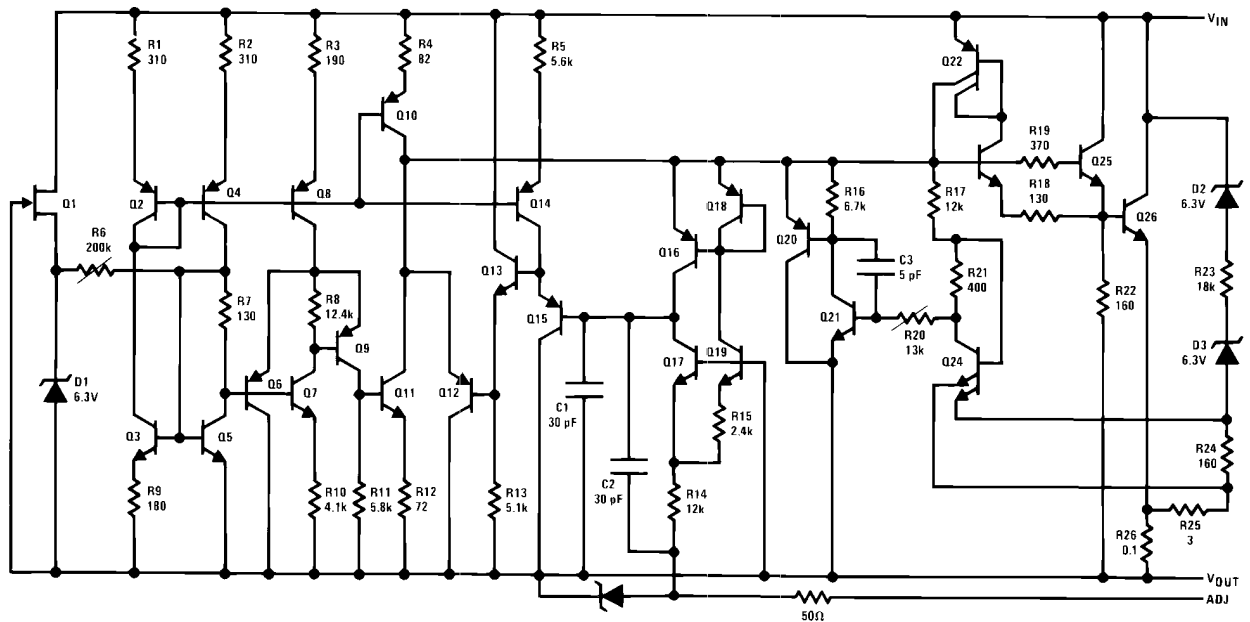 R1
310
R2
310
R3
190
R4
82
R5
5.6k
VIN
Q22
Q10
R19
370
Q25
Q1
Q2
Q4
Q8
Q14
Q18
R16
6.7k
R17
12k
R18
130
Q26
D2
6.3V
R6
200k
Q13
Q16
Q20
C3
5 pF
R21
400
R23
18k
R7
130
R8
12.4k
Q15
Q21
R22
160
R20
13k
Q9
Q17
Q19
D3
6.3V
D1
6.3V
Q6
Q7
Q11
Q12
C1
30 pF
Q24
Q3
Q5
R15
2.4k
R24
160
R9
180
R10
4.1k
R11
5.8k
R12
72
R13
5.1k
C2
30 pF
R14
12k
R26
0.1
R25
3
VOUT
ADJ
50Ω